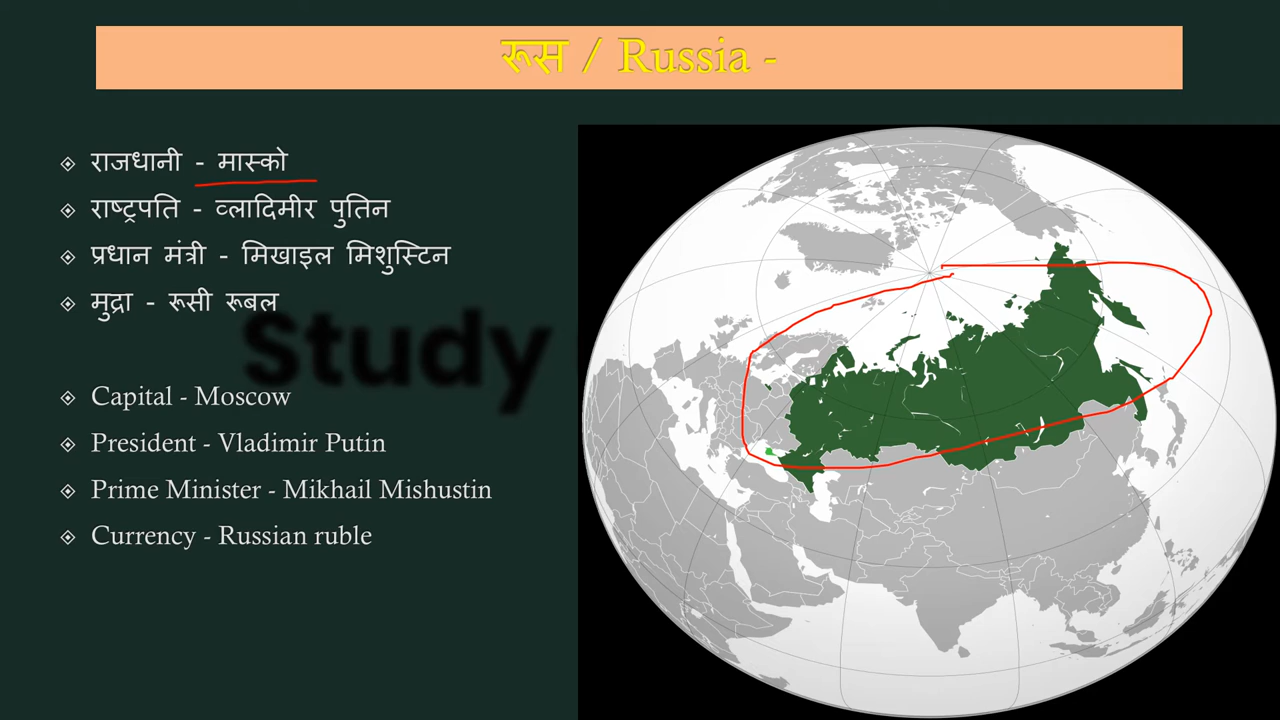 रूस / Russia -
राजधानी - मास्को
राष्ट्रपति - व्लादिमीर पुतिन
प्रधान मंत्री - मिखाइल मिशुस्टिन
मुद्रा - रूसी रूबल
Study
Capital - Moscow
President - Vladimir Putin
Prime Minister - Mikhail Mishustin
Currency - Russian ruble